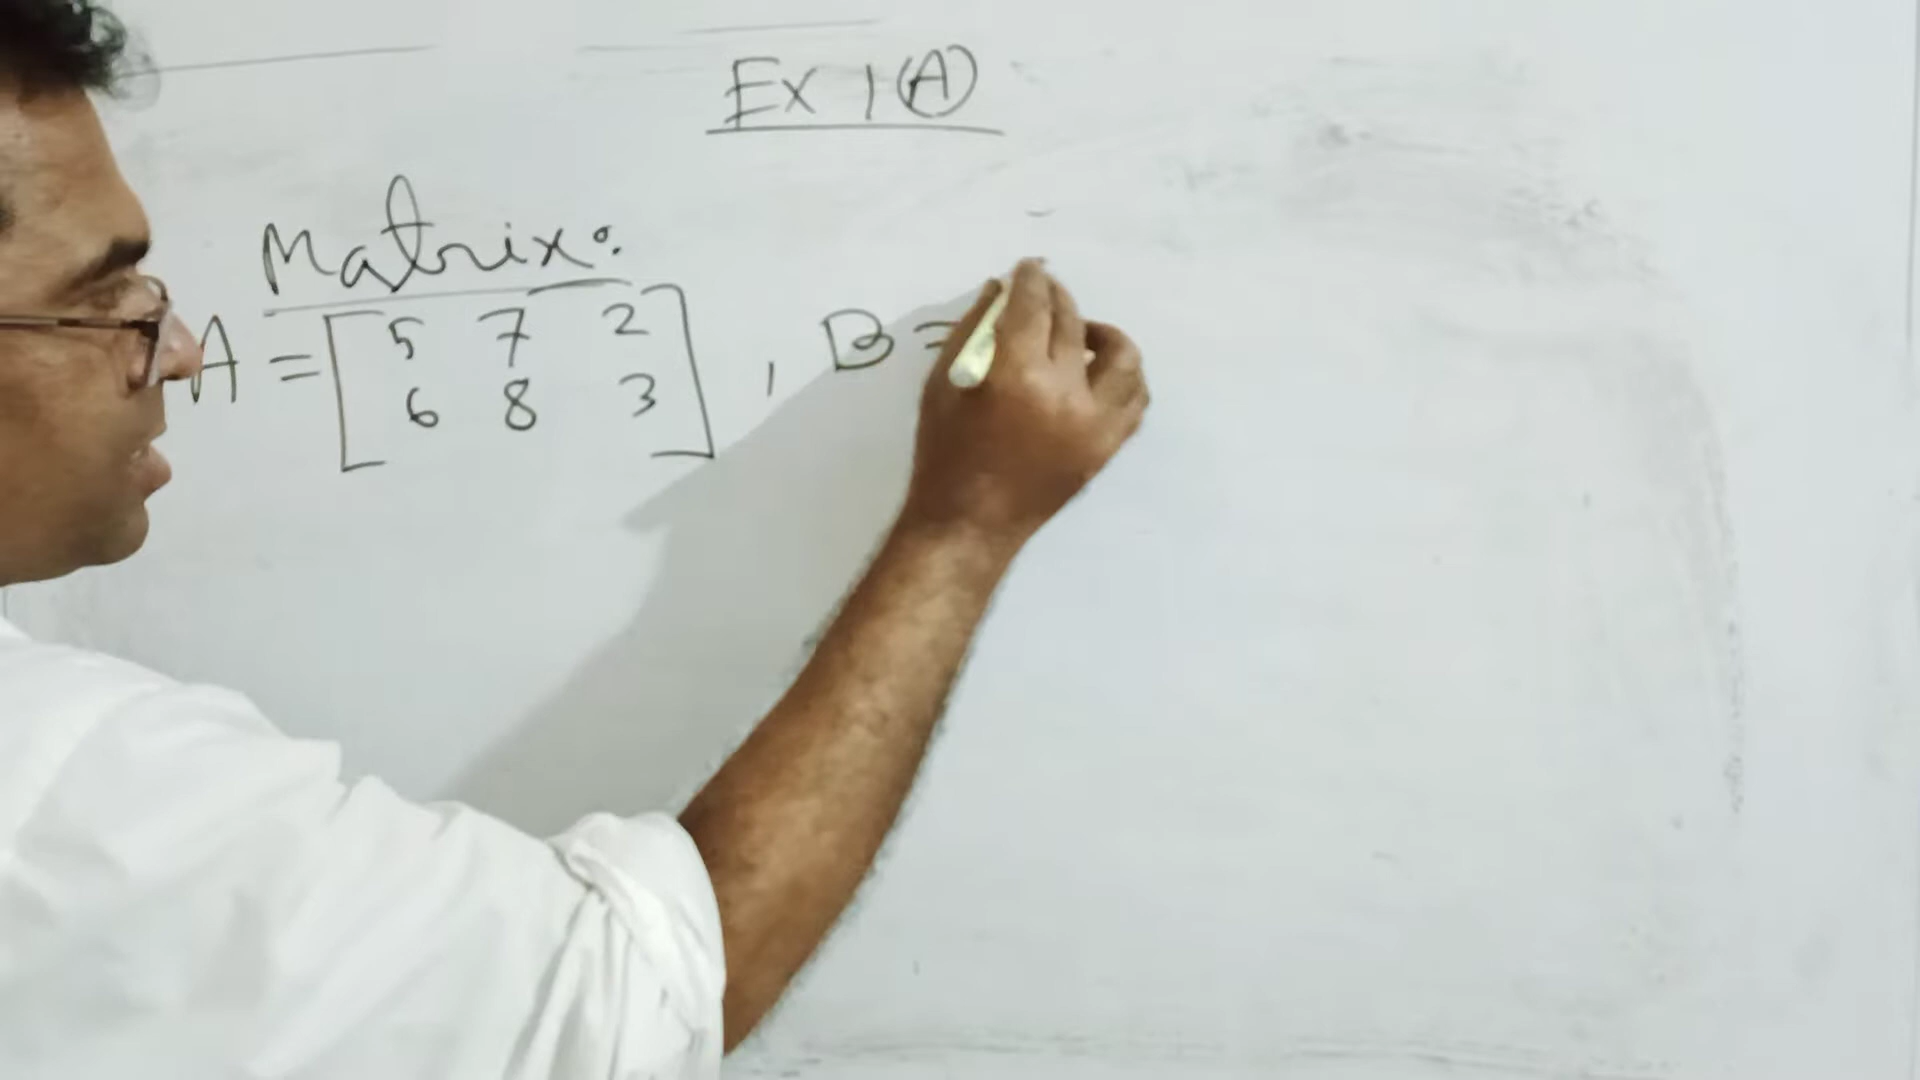 Ex 1(A)
Matrix:
A = [5 7 2
6 8 3], B =